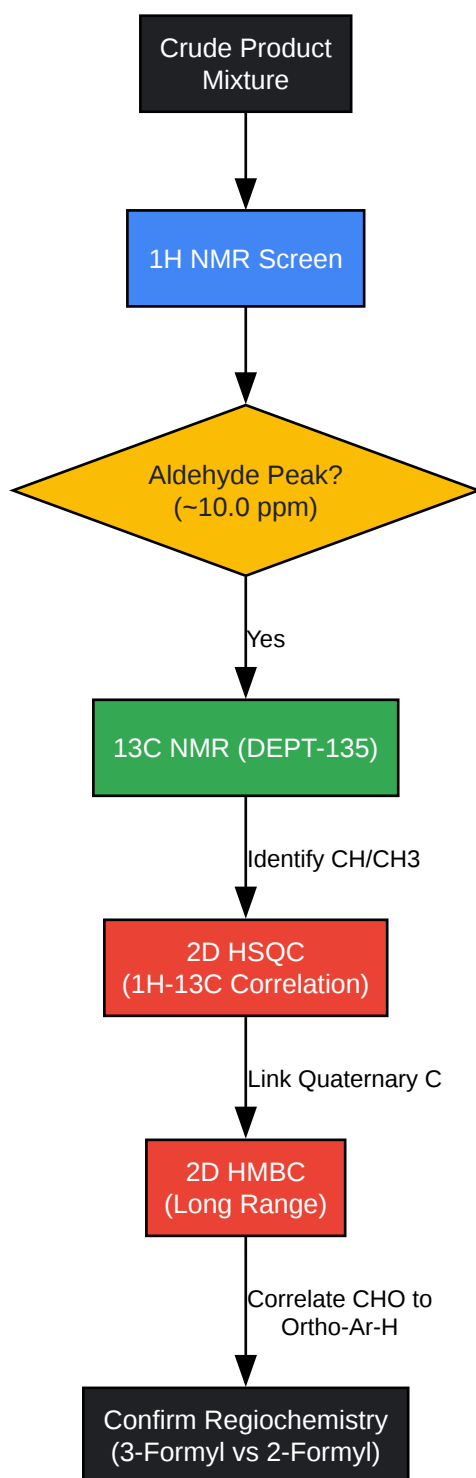 Crude Product
Mixture
1H NMR Screen
Aldehyde Peak?
(~10.0 ppm)
Yes
13C NMR (DEPT-135)
Identify CH/CH3
2D HSQC
(1H-13C Correlation)
Link Quaternary C
2D HMBC
(Long Range)
Correlate CHO to
Ortho-Ar-H
Confirm Regiochemistry
(3-Formyl vs 2-Formyl)